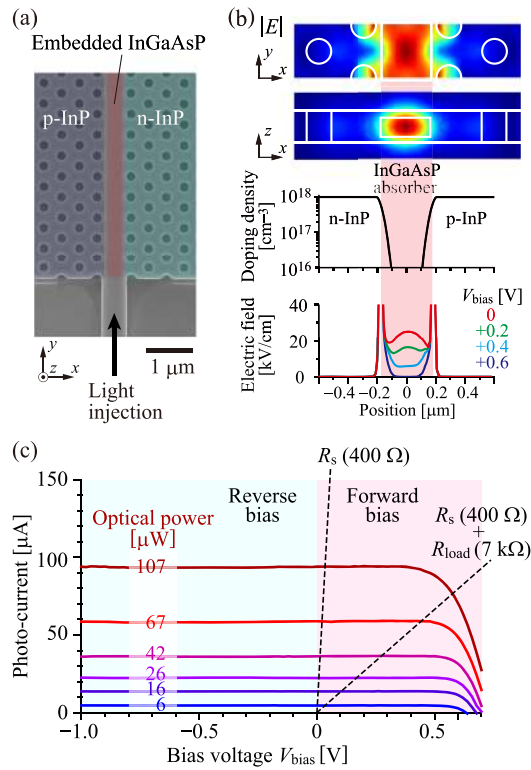 (a)
Embedded InGaAsP
p-InP
n-InP
y
z
x
1 μm
Light
injection
(b)
|E|
y
x
z
x
InGaAsP
absorber
Doping density
[cm⁻³]
10¹⁸
10¹⁷
10¹⁶
n-InP
p-InP
Electric field
[kV/cm]
40
20
0
V_bias [V]
0
+0.2
+0.4
+0.6
−0.4 −0.2 0 0.2 0.4
Position [μm]
(c)
Photo-current [μA]
150
100
50
0
Optical power
[μW]
107
67
42
26
16
6
Reverse
bias
Forward
bias
R_s (400 Ω)
R_s (400 Ω)
+
R_load (7 kΩ)
-1.0 −0.5 0 0.5
Bias voltage V_bias [V]